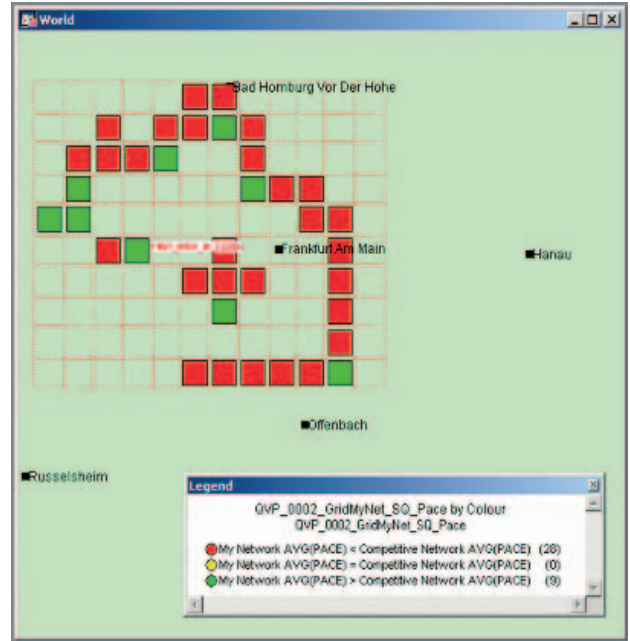 World
Bad Homburg Vor Der Hohe
Frankfurt Am Main
Hanau
Offenbach
Russelsheim
Legend
QVP_0002_GridMyNet_SQ_Pace by Colour
QVP_0002_GridMyNet_SQ_Pace
My Network AVG(PACE) < Competitive Network AVG(PACE) (28)
My Network AVG(PACE) = Competitive Network AVG(PACE) (0)
My Network AVG(PACE) > Competitive Network AVG(PACE) (9)